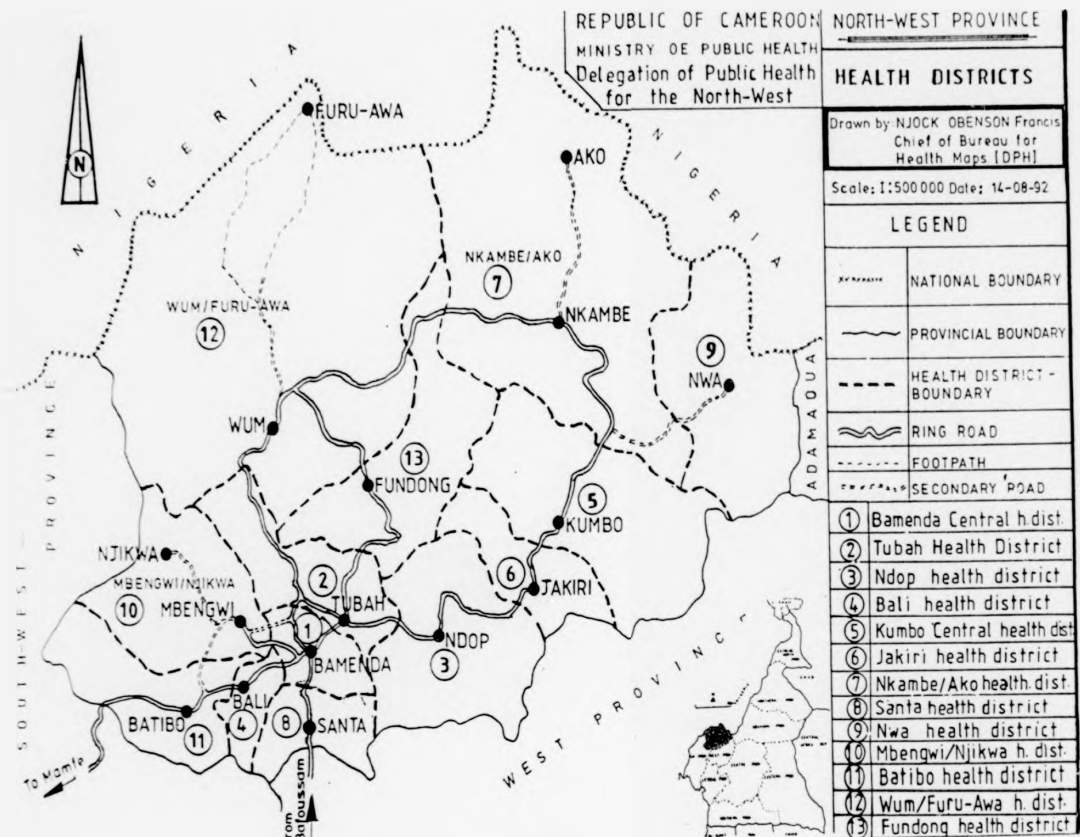 REPUBLIC OF CAMEROON
MINISTRY OE PUBLIC HEALTH
Delegation of Public Health
for the North-West
NORTH-WEST PROVINCE
HEALTH DISTRICTS
Drawn by: NJOCK OBENSON Francis
Chief of Bureau for
Health Maps [DPH]
Scale: 1:500000 Date: 14-08-92
LEGEND
NATIONAL BOUNDARY
PROVINCIAL BOUNDARY
HEALTH DISTRICT-
BOUNDARY
RING ROAD
FOOTPATH
SECONDARY ROAD
1 Bamenda Central h. dist.
2 Tubah Health District
3 Ndop health district
4 Bali health district
5 Kumbo Central health dist
6 Jakiri health district
7 Nkambe/Ako health. dist.
8 Santa health district
9 Nwa health district
10 Mbengwi/Njikwa h. dist.
11 Batibo health district
12 Wum/Furu-Awa h. dist.
13 Fundong health district
N
NIGERIA
FURU-AWA
AKO
NIGERIA
NKAMBE/AKO
7
NKAMBE
WUM/FURU-AWA
12
9
NWA
ADAMAOUA
WUM
13
FUNDONG
5
KUMBO
SOUTH-WEST-PROVINCE
NJIKWA
MBENGWI/NJIKWA
10
MBENGWI
2
TUBAH
6
JAKIRI
1
BAMENDA
NDOP
3
BALI
4
BATIBO
11
8
SANTA
WEST PROVINCE
To Mamfe
From
Bafoussam